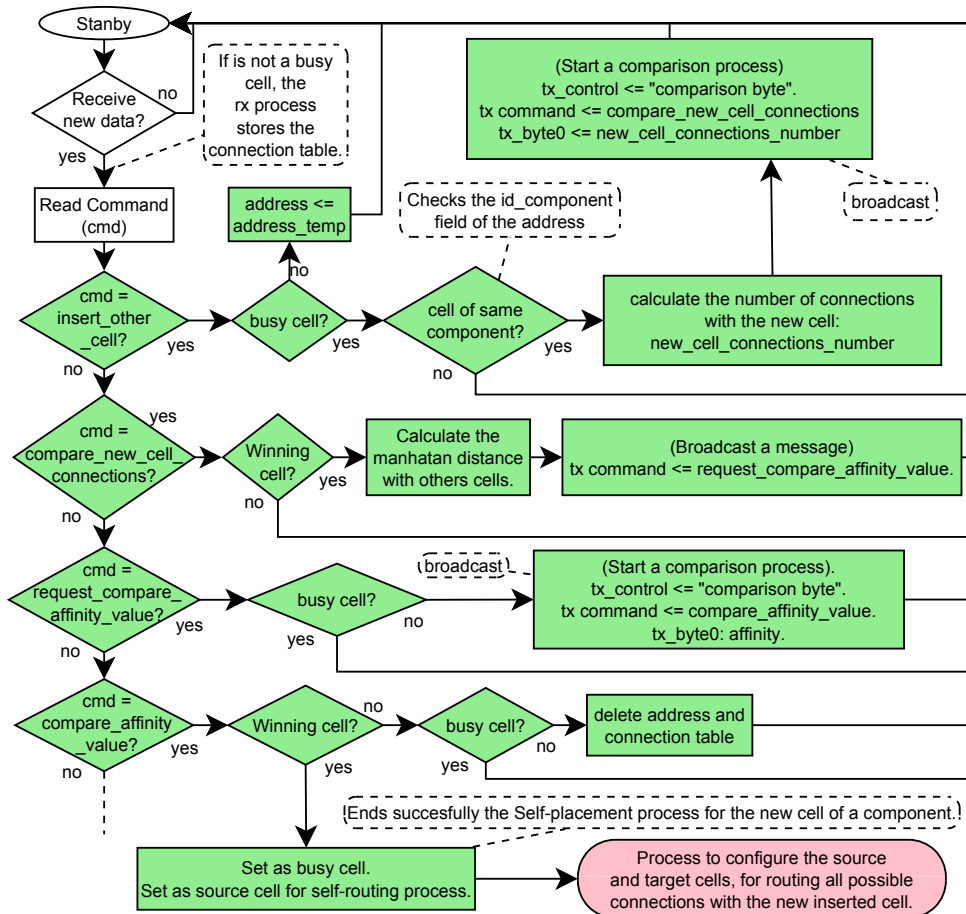 Stanby
Receive
new data?
no
yes
If is not a busy
cell, the
rx process
stores the
connection table.
(Start a comparison process)
tx_control <= "comparison byte".
tx command <= compare_new_cell_connections
tx_byte0 <= new_cell_connections_number
broadcast
Read Command
(cmd)
address <=
address_temp
Checks the id_component
field of the address
cmd =
insert_other
_cell?
yes
no
busy cell?
no
yes
cell of same
component?
yes
no
calculate the number of connections
with the new cell:
new_cell_connections_number
cmd =
compare_new_cell_
connections?
yes
no
Winning
cell?
yes
no
Calculate the
manhatan distance
with others cells.
(Broadcast a message)
tx command <= request_compare_affinity_value.
cmd =
request_compare_
affinity_value?
yes
no
busy cell?
no
yes
broadcast
(Start a comparison process).
tx_control <= "comparison byte".
tx command <= compare_affinity_value.
tx_byte0: affinity.
cmd =
compare_affinity
_value?
yes
no
Winning cell?
no
yes
busy cell?
no
yes
delete address and
connection table
Ends succesfully the Self-placement process for the new cell of a component.
Set as busy cell.
Set as source cell for self-routing process.
Process to configure the source
and target cells, for routing all possible
connections with the new inserted cell.